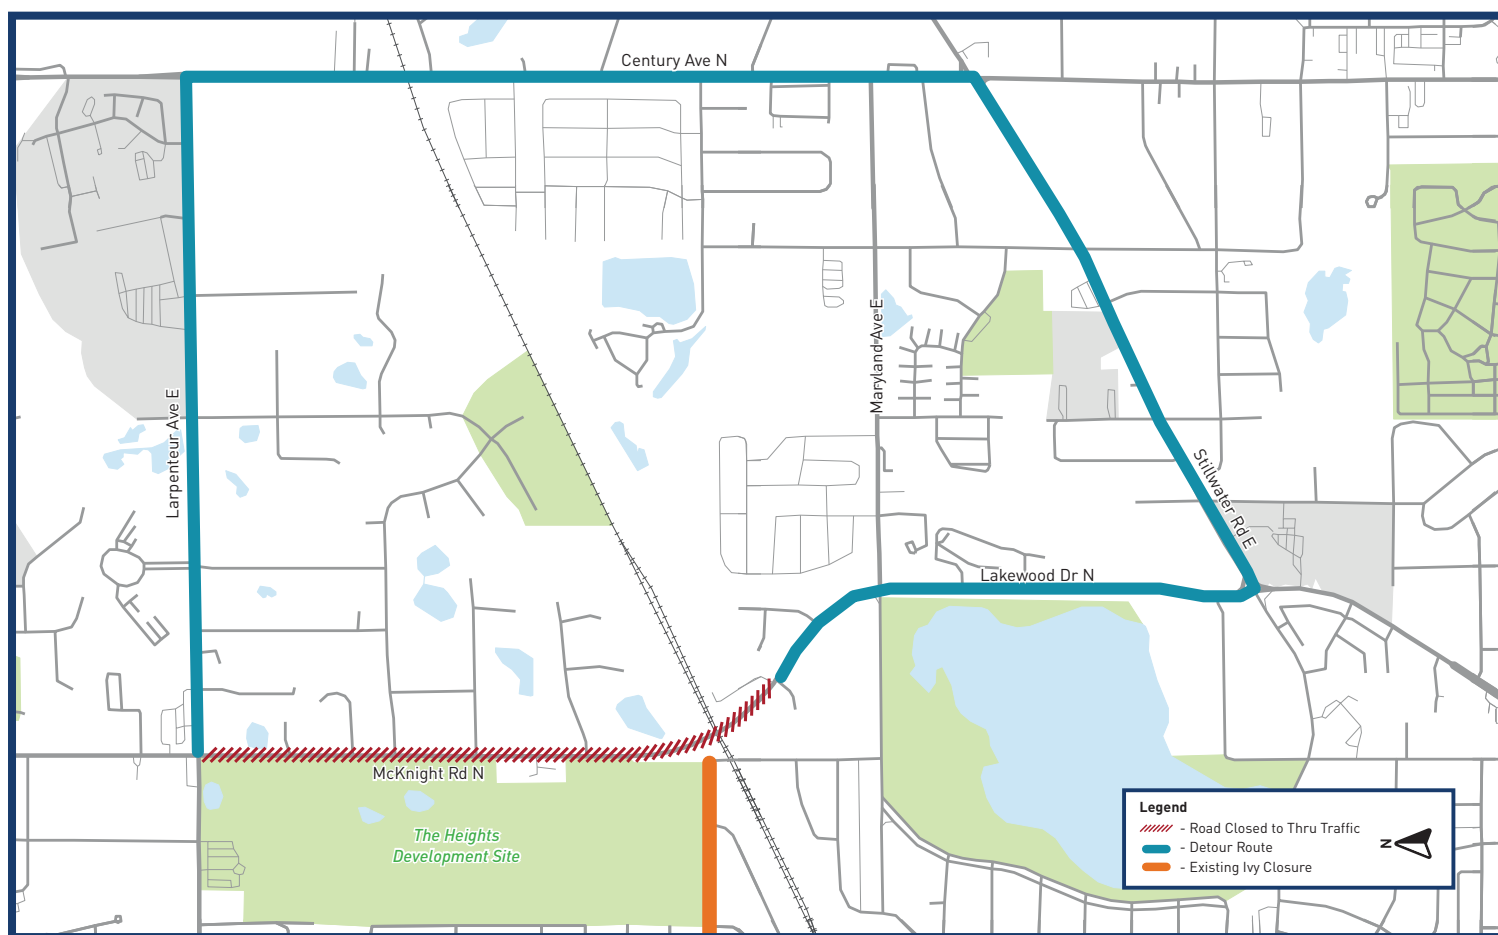 Century Ave N
Larpenteur Ave E
Maryland Ave E
Stillwater Rd E
Lakewood Dr N
McKnight Rd N
The Heights
Development Site
Legend
- Road Closed to Thru Traffic
- Detour Route
- Existing Ivy Closure
N